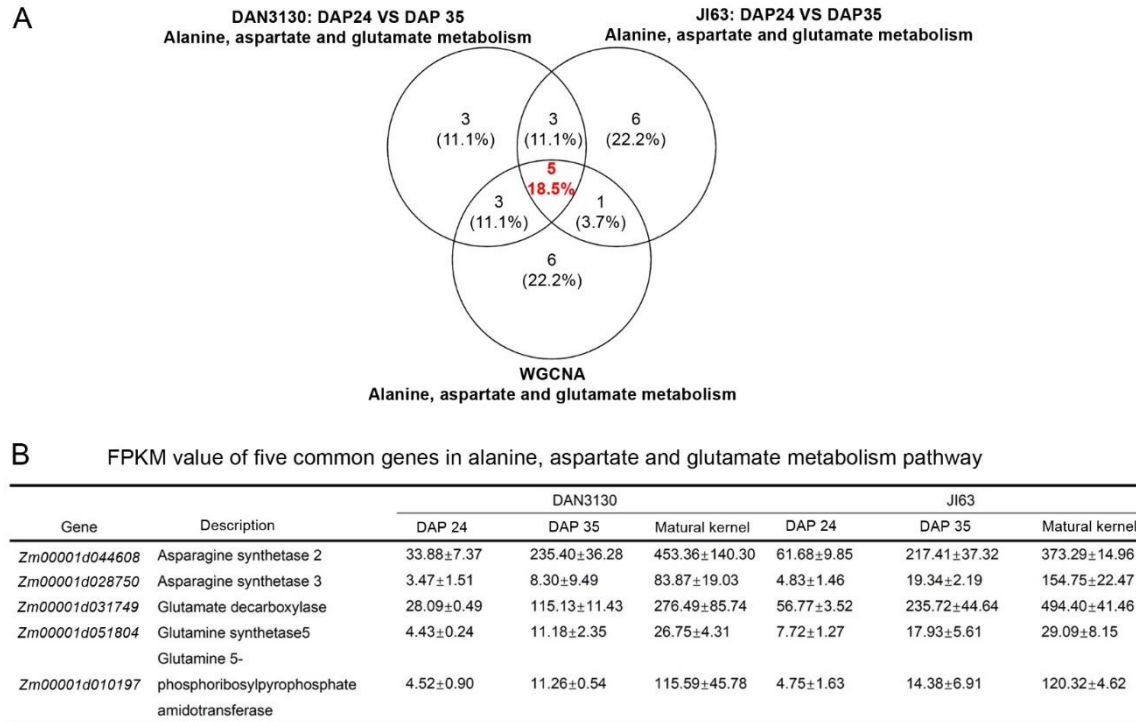 A
DAN3130: DAP24 VS DAP 35
Alanine, aspartate and glutamate metabolism
JI63: DAP24 VS DAP35
Alanine, aspartate and glutamate metabolism
3
(11.1%)
3
(11.1%)
6
(22.2%)
5
18.5%
3
(11.1%)
1
(3.7%)
6
(22.2%)
WGCNA
Alanine, aspartate and glutamate metabolism
B FPKM value of five common genes in alanine, aspartate and glutamate metabolism pathway
DAN3130 JI63
Gene Description DAP 24 DAP 35 Matural kernel DAP 24 DAP 35 Matural kernel
Zm00001d044608 Asparagine synthetase 2 33.88±7.37 235.40±36.28 453.36±140.30 61.68±9.85 217.41±37.32 373.29±14.96
Zm00001d028750 Asparagine synthetase 3 3.47±1.51 8.30±9.49 83.87±19.03 4.83±1.46 19.34±2.19 154.75±22.47
Zm00001d031749 Glutamate decarboxylase 28.09±0.49 115.13±11.43 276.49±85.74 56.77±3.52 235.72±44.64 494.40±41.46
Zm00001d051804 Glutamine synthetase5 4.43±0.24 11.18±2.35 26.75±4.31 7.72±1.27 17.93±5.61 29.09±8.15
Glutamine 5-
Zm00001d010197 phosphoribosylpyrophosphate 4.52±0.90 11.26±0.54 115.59±45.78 4.75±1.63 14.38±6.91 120.32±4.62
amidotransferase